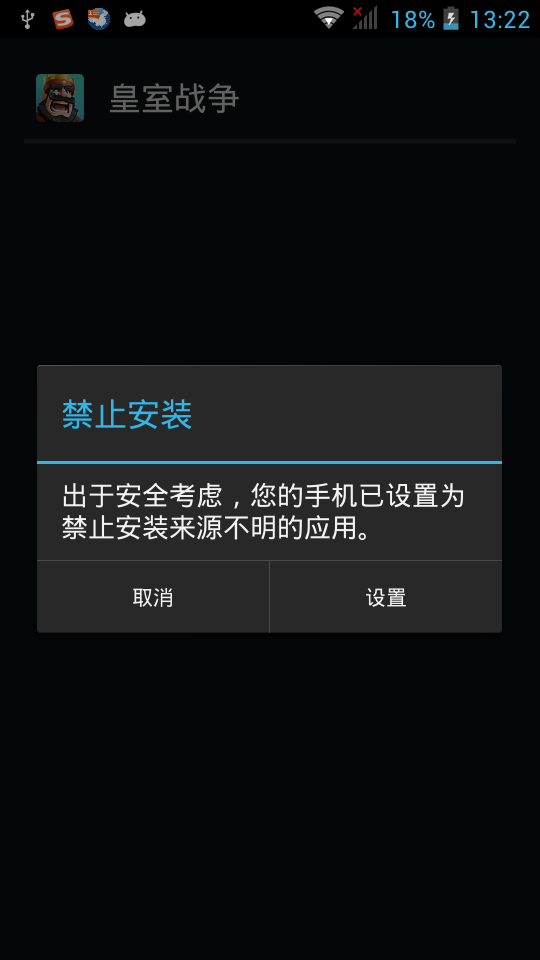 18% 13:22
皇室战争
禁止安装
出于安全考虑，您的手机已设置为
禁止安装来源不明的应用。
取消 设置